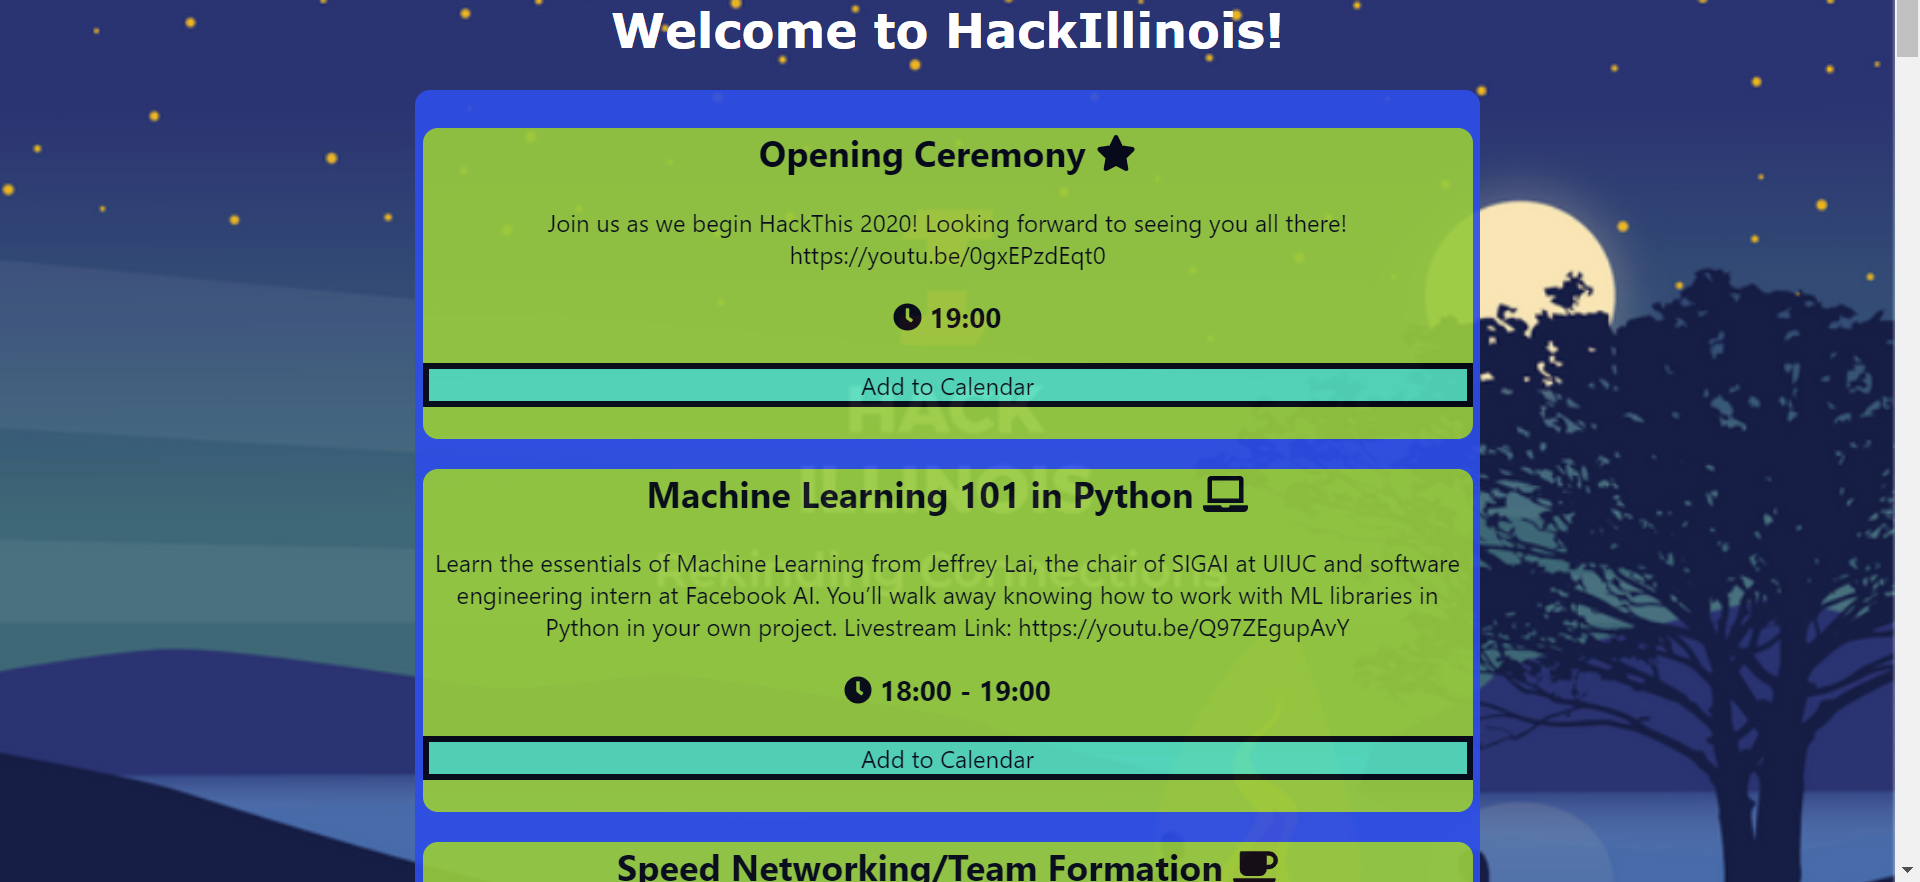 Welcome to HackIllinois!
Opening Ceremony
Join us as we begin HackThis 2020! Looking forward to seeing you all there!
https://youtu.be/0gxEPzdEqt0
19:00
Add to Calendar
HACK
ILLINOIS
Machine Learning 101 in Python
Learn the essentials of Machine Learning from Jeffrey Lai, the chair of SIGAI at UIUC and software
Rekindling Connections
engineering intern at Facebook AI. You’ll walk away knowing how to work with ML libraries in
Python in your own project. Livestream Link: https://youtu.be/Q97ZEgupAvY
18:00 - 19:00
Add to Calendar
Speed Networking/Team Formation